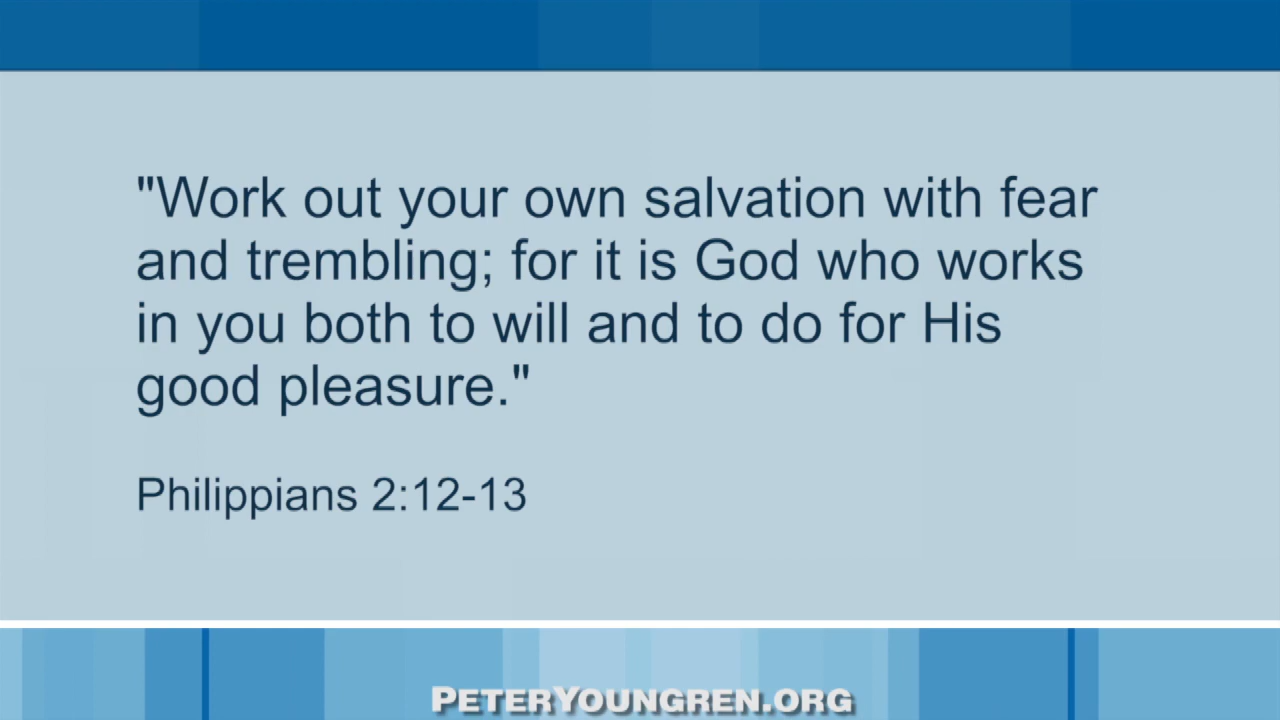 "Work out your own salvation with fear
and trembling; for it is God who works
in you both to will and to do for His
good pleasure."
Philippians 2:12-13
PETERYOUNGREN.ORG